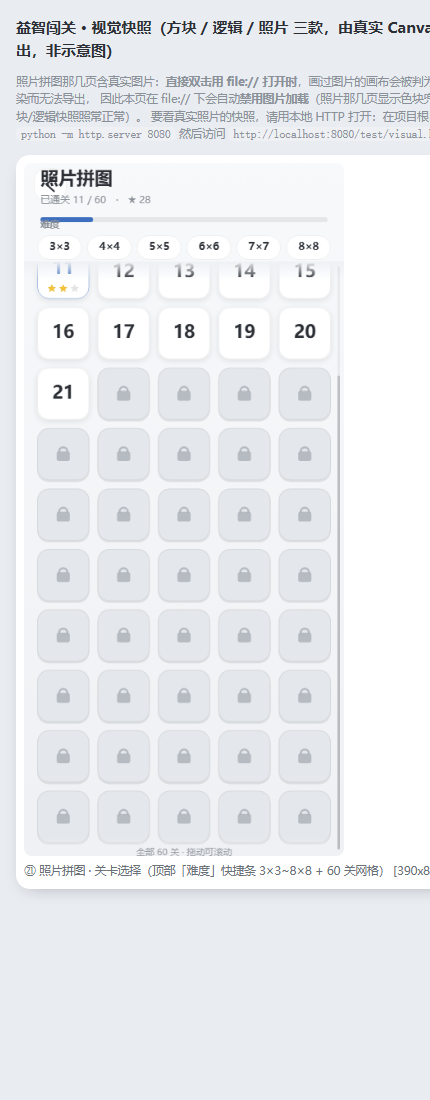 益智闯关 · 视觉快照（方块 / 逻辑 / 照片 三款，由真实 Canva
出，非示意图）
照片拼图那几页含真实图片：直接双击用 file:// 打开时，画过图片的画布会被判为
染而无法导出， 因此本页在 file:// 下会自动禁用图片加载（照片那几页显示色块
块/逻辑快照照常正常）。 要看真实照片的快照，请用本地 HTTP 打开：在项目根
python -m http.server 8080 然后访问 http://localhost:8080/test/visual.
照片拼图
已通关 11 / 60 · ★ 28
难度
3×3 4×4 5×5 6×6 7×7 8×8
11 12 13 14 15
★★★
16 17 18 19 20
21
全部 60 关 · 拖动可滚动
㉑ 照片拼图 · 关卡选择（顶部「难度」快捷条 3×3~8×8 + 60 关网格） [390x8